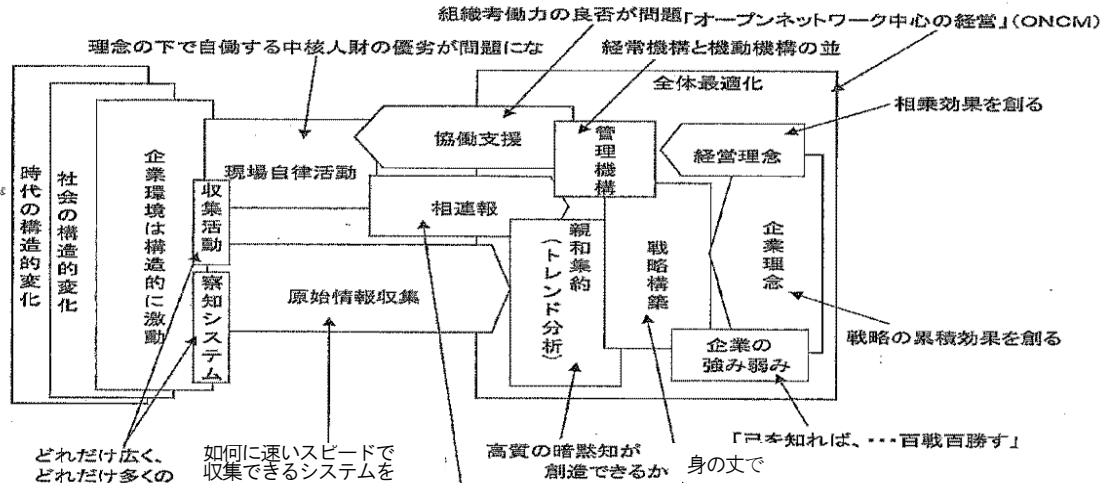 組織考働力の良否が問題
『オープンネットワーク中心の経営』(ONCM)
理念の下で自働する中核人財の優劣が問題にな
経常機構と機動機構の並
全体最適化
相乗効果を創る
協働支援
管理機構
経営理念
時代の構造的変化
社会の構造的変化
企業環境は構造的に激動
現場自律活動
収集活動
相連報
親和集約
(トレンド分析)
戦略構築
企業理念
察知システム
原始情報収集
戦略の累積効果を創る
企業の
強み弱み
どれだけ広く、
どれだけ多くの
如何に速いスピードで
収集できるシステムを
高質の暗黙知が
創造できるか
身の丈で
『己を知れば、・・・百戦百勝す』